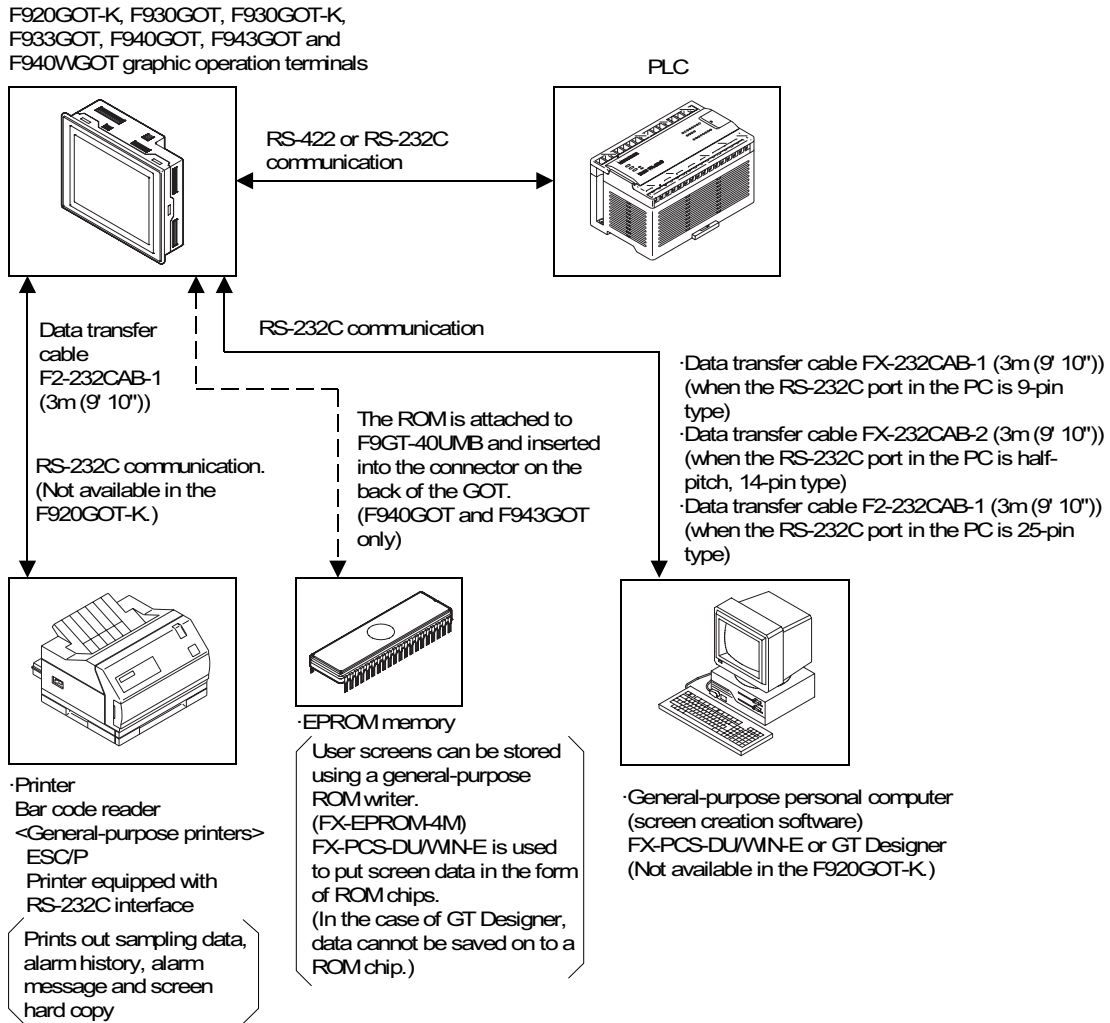 F920GOT-K, F930GOT, F930GOT-K,
F933GOT, F940GOT, F943GOT and
F940WGOT graphic operation terminals
PLC
RS-422 or RS-232C
communication
Data transfer
cable
F2-232CAB-1
(3m (9' 10"))
RS-232C communication
·Data transfer cable FX-232CAB-1 (3m (9' 10"))
(when the RS-232C port in the PC is 9-pin
type)
·Data transfer cable FX-232CAB-2 (3m (9' 10"))
(when the RS-232C port in the PC is half-
pitch, 14-pin type)
·Data transfer cable F2-232CAB-1 (3m (9' 10"))
(when the RS-232C port in the PC is 25-pin
type)
The ROM is attached to
F9GT-40UMB and inserted
into the connector on the
back of the GOT.
(F940GOT and F943GOT
only)
RS-232C communication.
(Not available in the
F920GOT-K.)
·Printer
Bar code reader
<General-purpose printers>
ESC/P
Printer equipped with
RS-232C interface
Prints out sampling data,
alarm history, alarm
message and screen
hard copy
·EPROM memory
User screens can be stored
using a general-purpose
ROM writer.
(FX-EPROM-4M)
FX-PCS-DU/WIN-E is used
to put screen data in the form
of ROM chips.
(In the case of GT Designer,
data cannot be saved on to a
ROM chip.)
·General-purpose personal computer
(screen creation software)
FX-PCS-DU/WIN-E or GT Designer
(Not available in the F920GOT-K.)